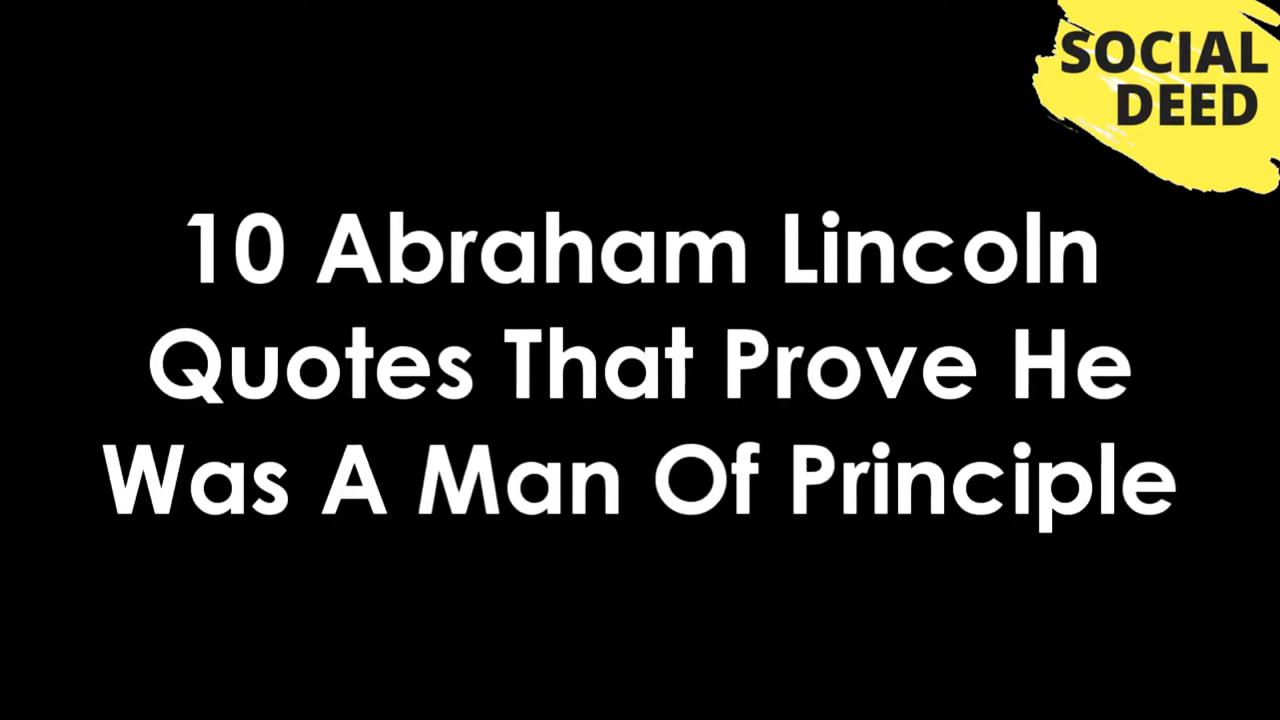 SOCIAL
DEED
10 Abraham Lincoln
Quotes That Prove He
Was A Man Of Principle